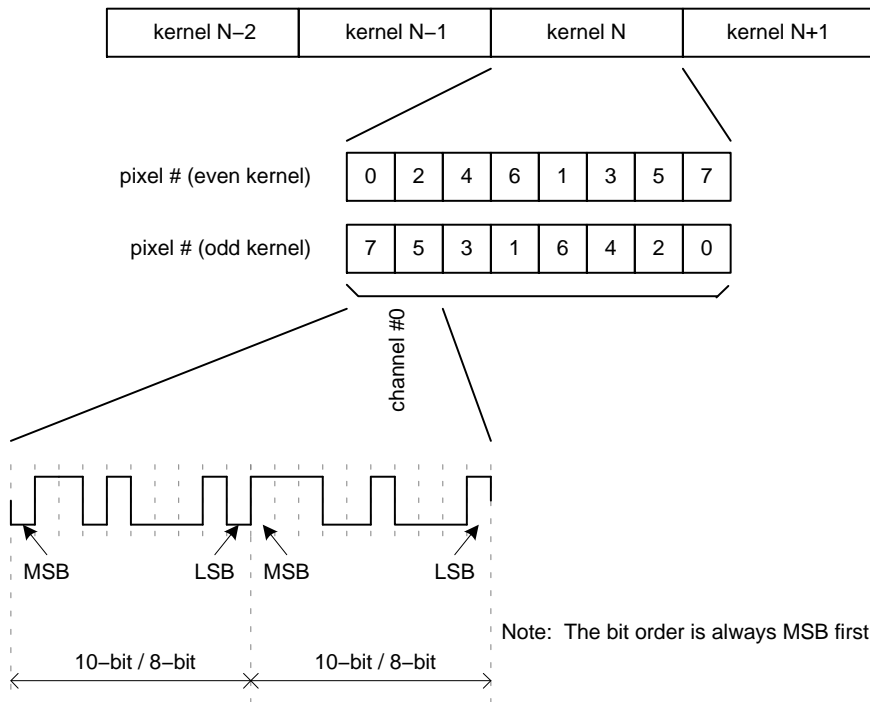 kernel N–2 kernel N–1 kernel N kernel N+1
pixel # (even kernel) 0 2 4 6 1 3 5 7
pixel # (odd kernel) 7 5 3 1 6 4 2 0
channel #0
MSB LSB MSB LSB
Note: The bit order is always MSB first
10–bit / 8–bit 10–bit / 8–bit